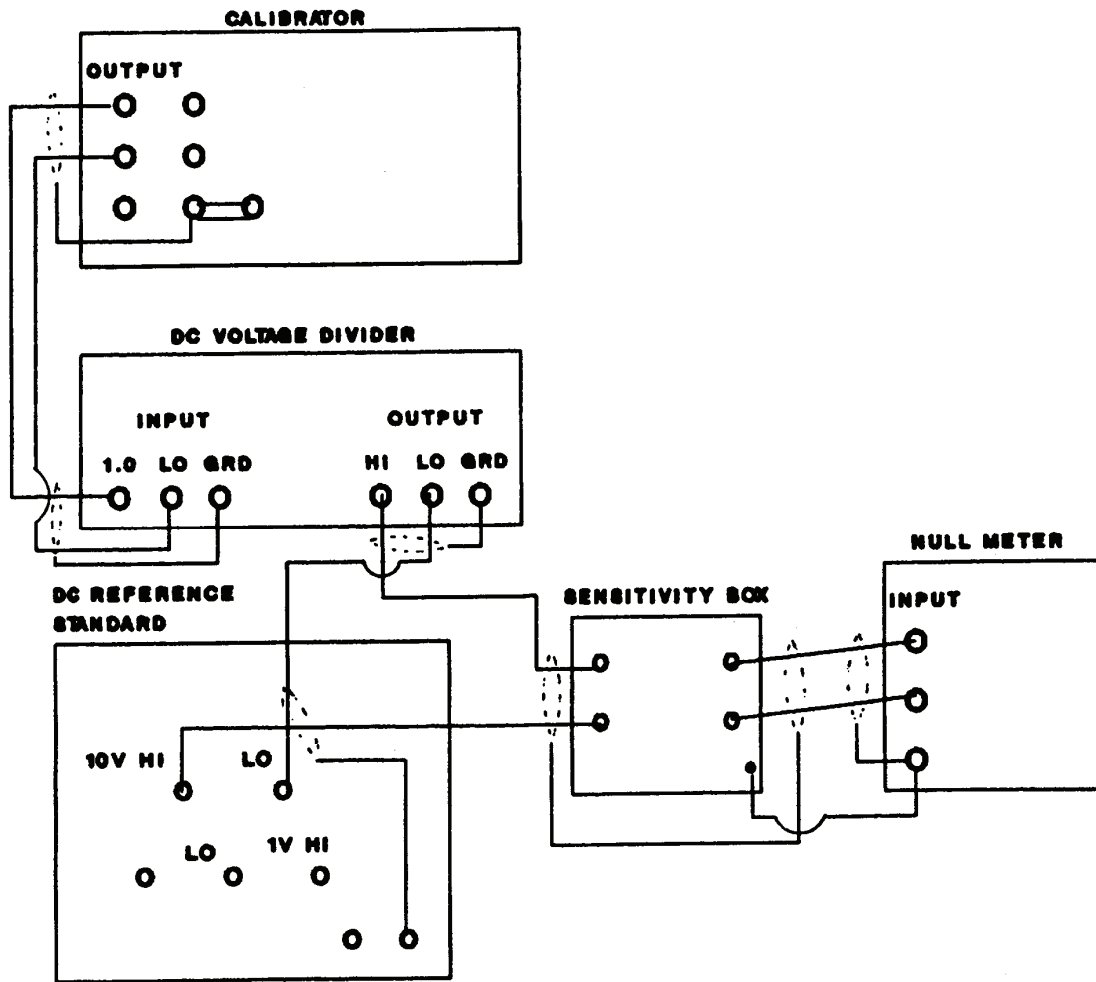 CALIBRATOR
OUTPUT
DC VOLTAGE DIVIDER
INPUT
OUTPUT
1.0 LO GRD
HI LO GRD
NULL METER
INPUT
SENSITIVITY BOX
DC REFERENCE
STANDARD
10V HI
LO
LO
1V HI